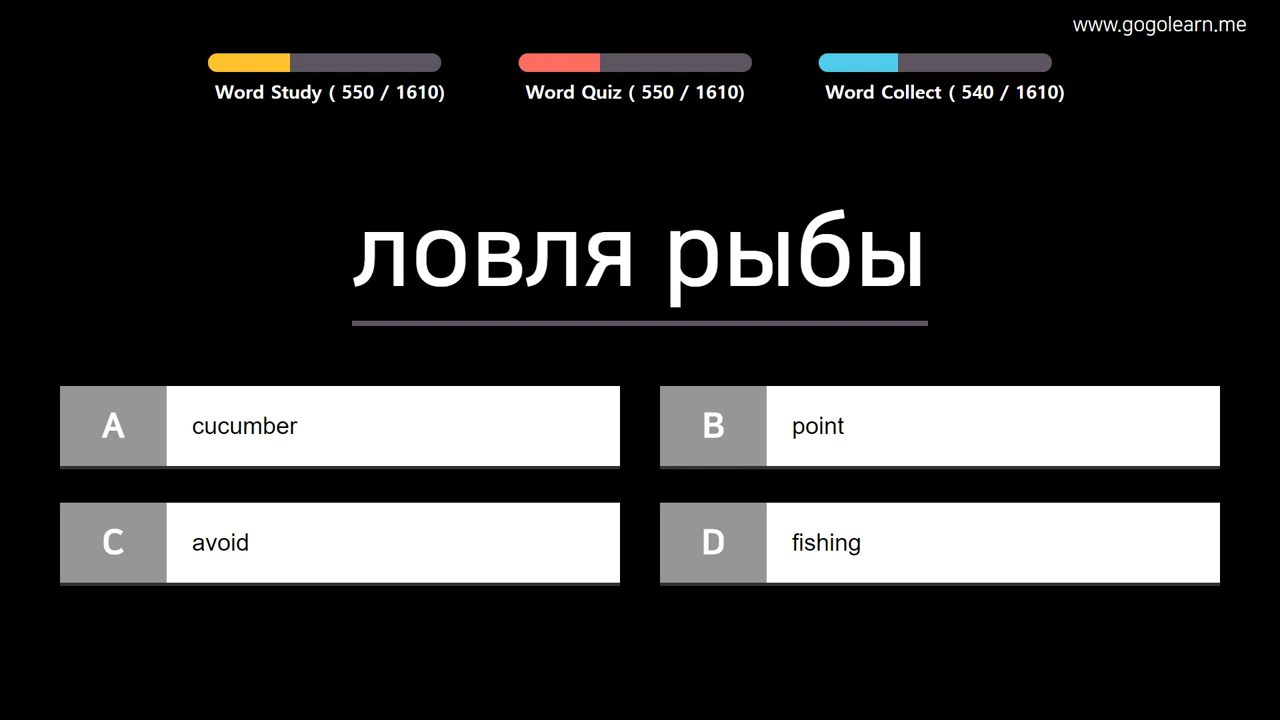 www.gogolearn.me
Word Study ( 550 / 1610)
Word Quiz ( 550 / 1610)
Word Collect ( 540 / 1610)
ловля рыбы
A cucumber
B point
C avoid
D fishing